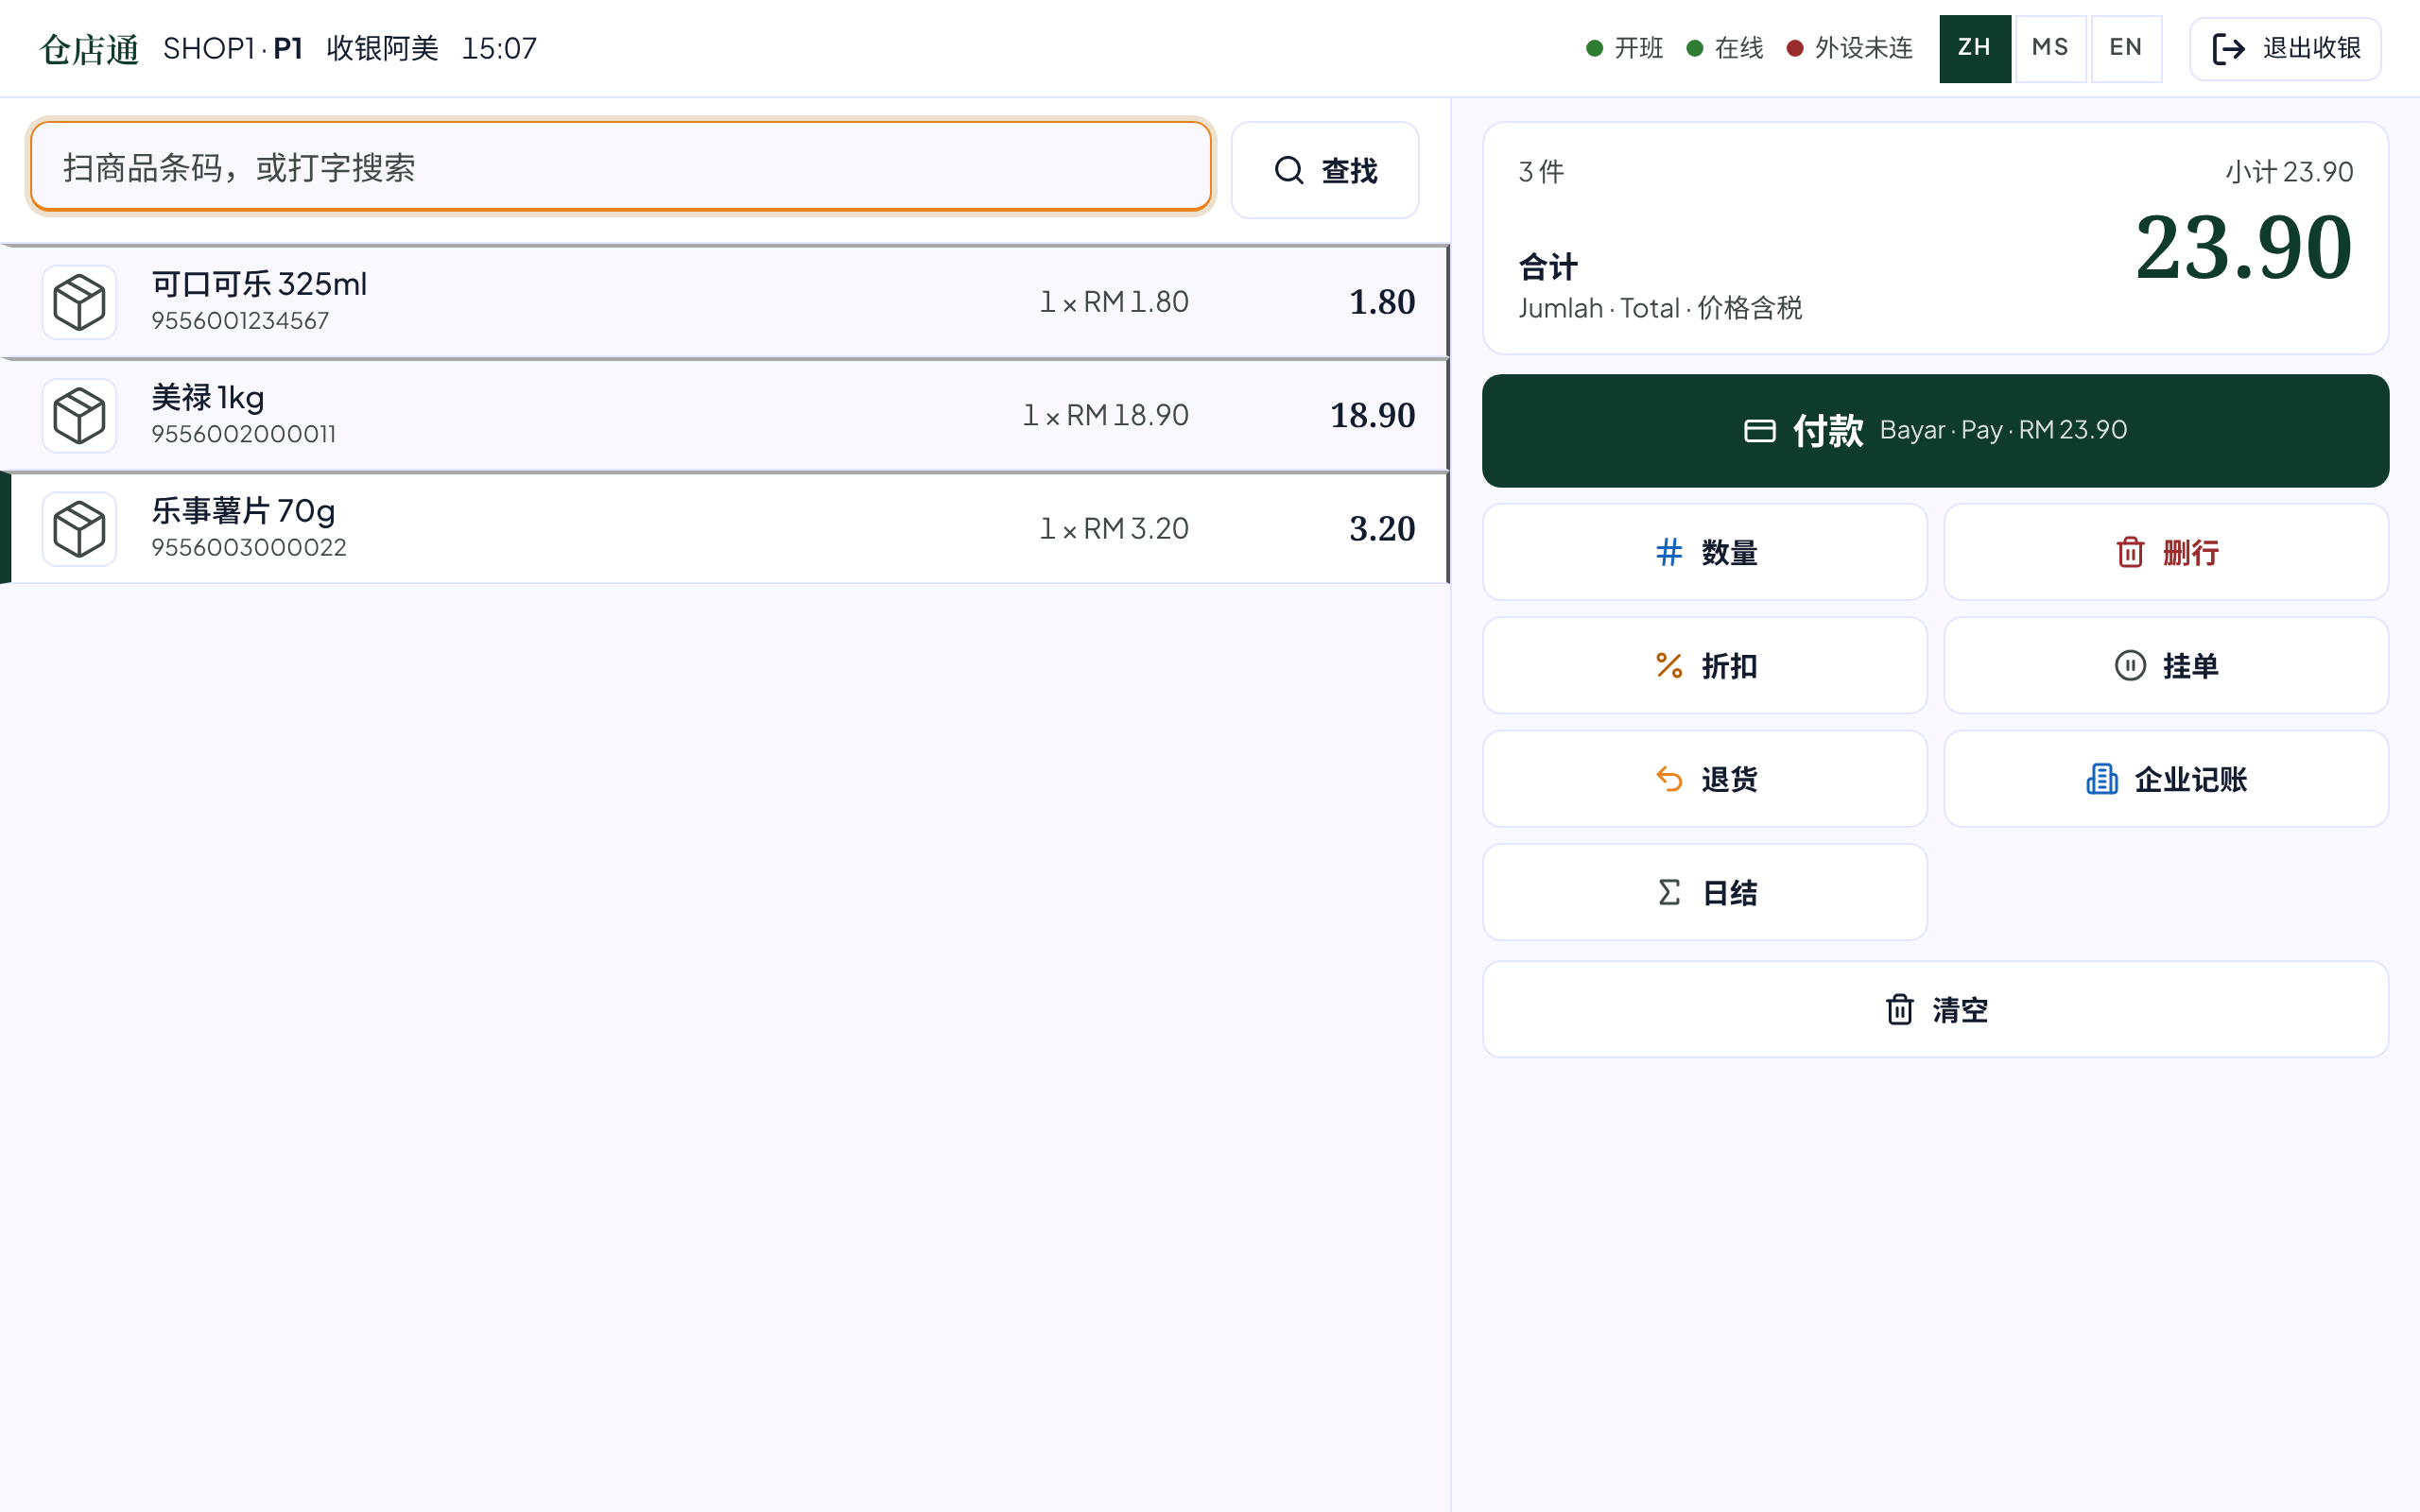 仓店通 SHOP1 · P1 收银阿美 15:07
开班 在线 外设未连 ZH MS EN 退出收银
扫商品条码，或打字搜索 查找
可口可乐 325ml
9556001234567
1 × RM 1.80 1.80
美禄 1kg
9556002000011
1 × RM 18.90 18.90
乐事薯片 70g
9556003000022
1 × RM 3.20 3.20
3 件 小计 23.90
合计 23.90
Jumlah · Total · 价格含税
付款 Bayar · Pay · RM 23.90
数量 删行
折扣 挂单
退货 企业记账
日结
清空